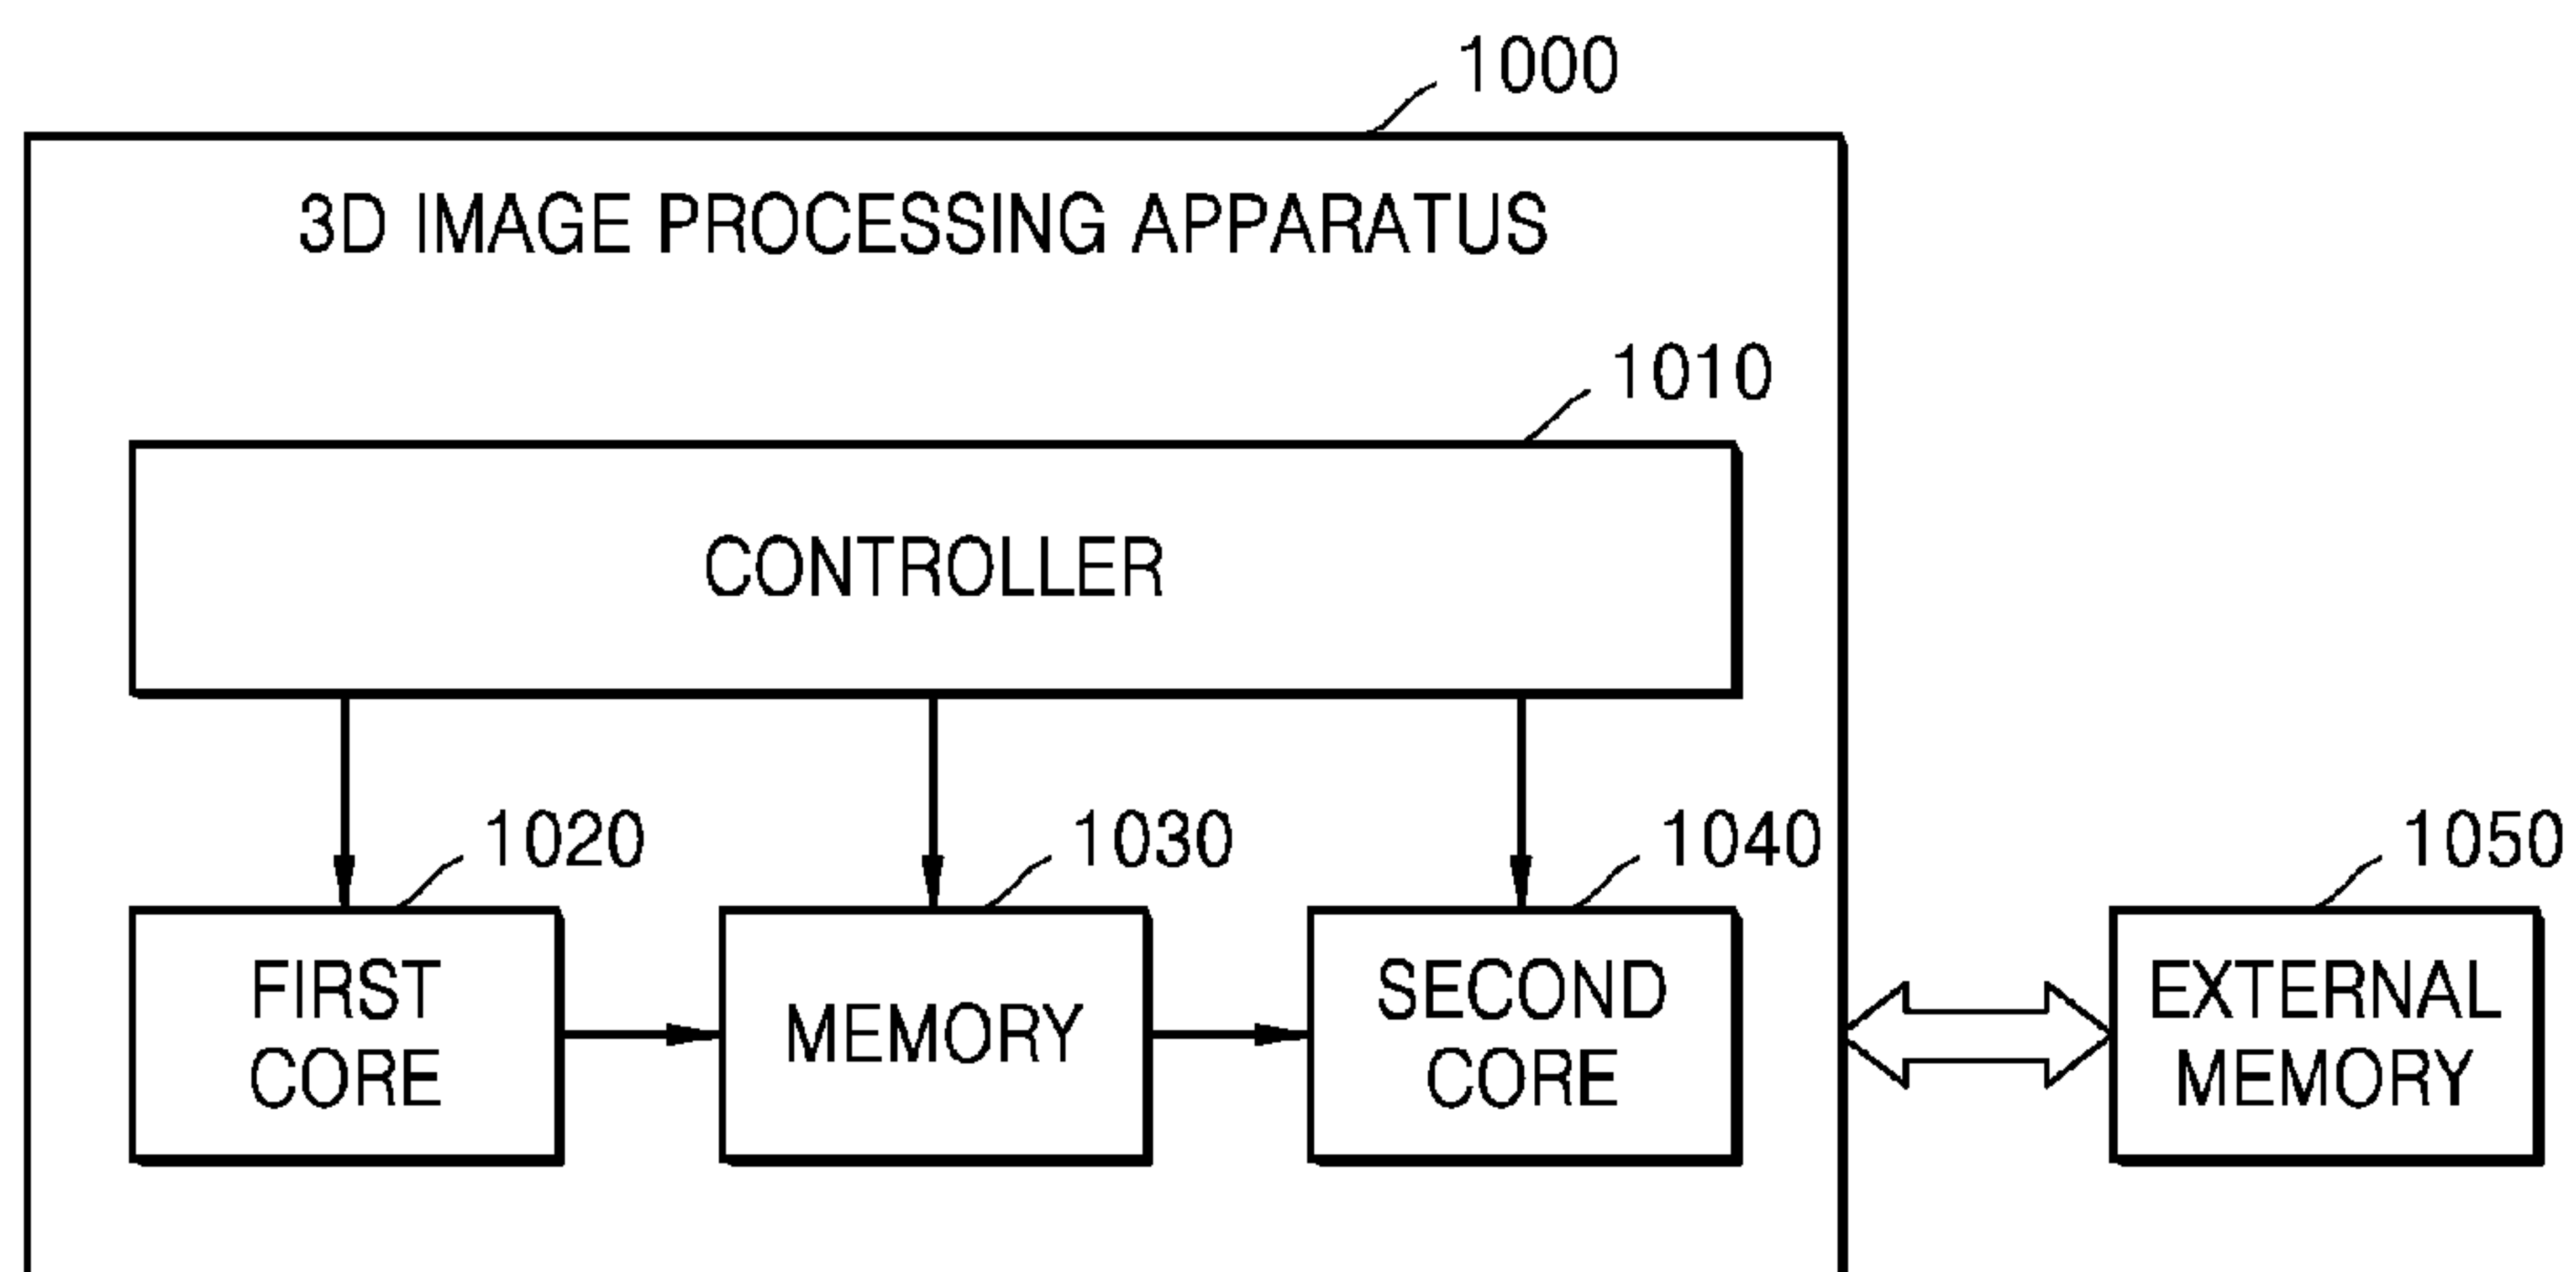 1000
3D IMAGE PROCESSING APPARATUS
1010
CONTROLLER
1020
1030
1040
1050
FIRST
CORE
MEMORY
SECOND
CORE
EXTERNAL
MEMORY